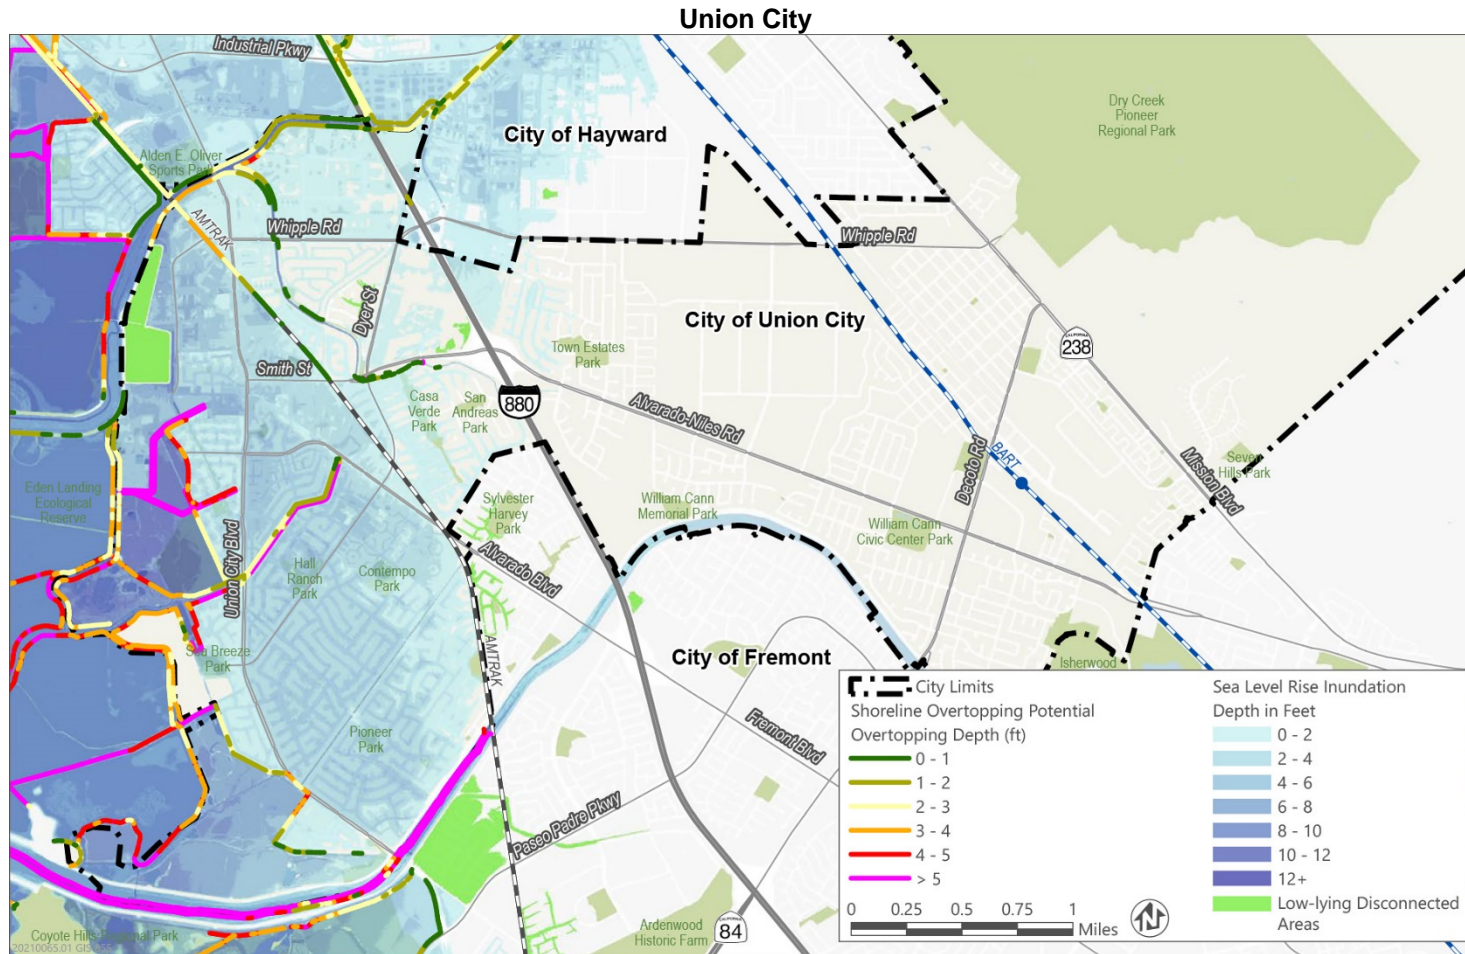 Union City
Industrial Pkwy
Dry Creek
Pioneer
Regional Park
City of Hayward
Alden E. Oliver
Sports Park
AMTRAK
Whipple Rd
Whipple Rd
City of Union City
Dyer St
Town Estates
Park
CALIFORNIA
238
Smith St
Casa
Verde
Park
San
Andreas
Park
880
Alvarado-Niles Rd
Decoto Rd
BART
Mission Blvd
Seven
Hills Park
Eden Landing
Ecological
Reserve
Sylvester
Harvey
Park
William Cann
Memorial Park
William Cann
Civic Center Park
Union City Blvd
Hall
Ranch
Park
Contempo
Park
Alvarado Blvd
AMTRAK
Sea Breeze
Park
City of Fremont
Isherwood
Pioneer
Park
Fremont Blvd
Paseo Padre Pkwy
Ardenwood
Historic Farm
CALIFORNIA
84
Coyote Hills Regional Park
City Limits
Shoreline Overtopping Potential
Overtopping Depth (ft)
0 - 1
1 - 2
2 - 3
3 - 4
4 - 5
> 5
0 0.25 0.5 0.75 1
Miles
N
Sea Level Rise Inundation
Depth in Feet
0 - 2
2 - 4
4 - 6
6 - 8
8 - 10
10 - 12
12+
Low-lying Disconnected
Areas